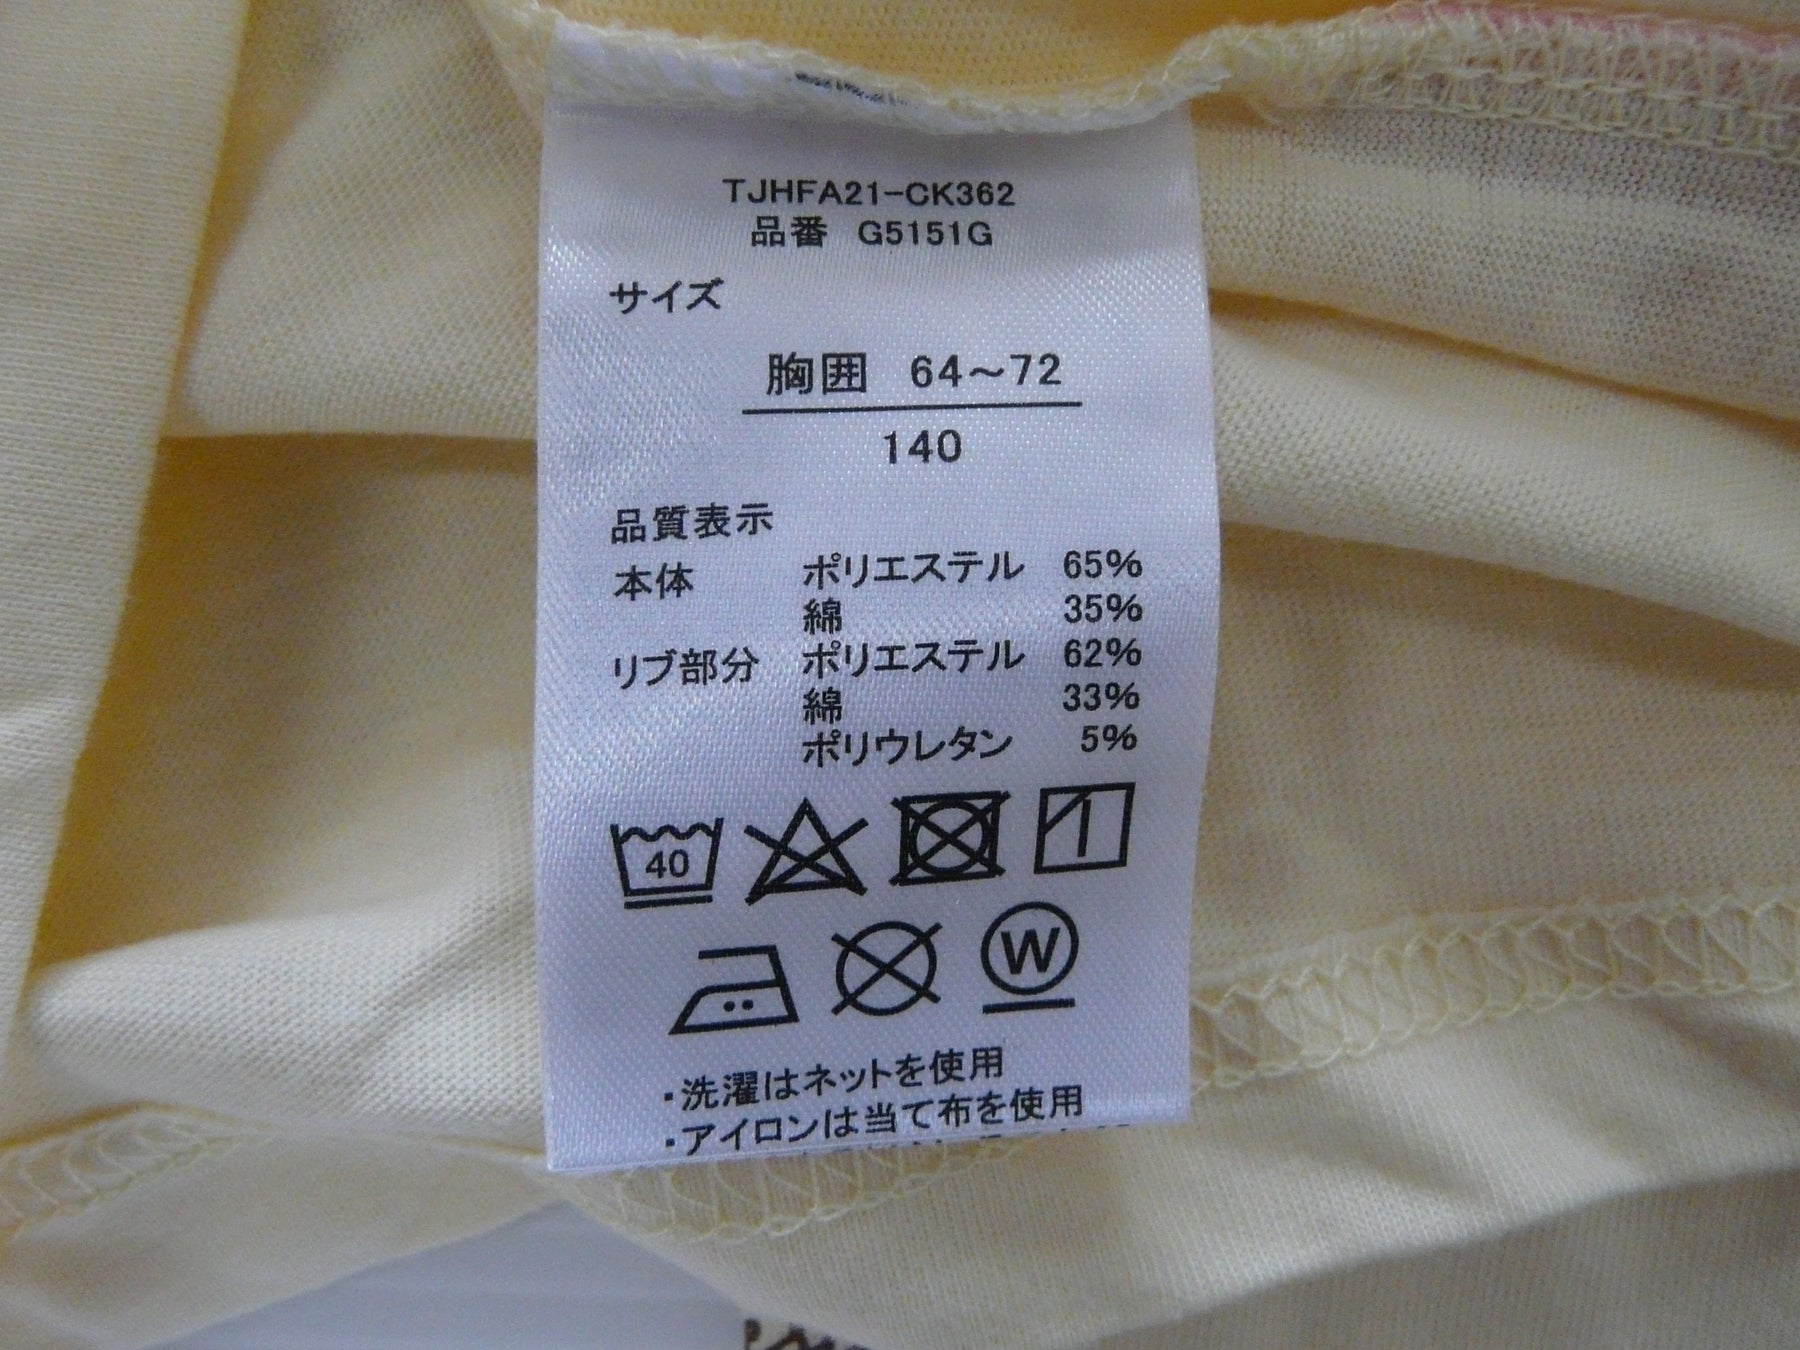 TJHFA21-CK362
品番 G5151G
サイズ
胸囲 64～72
140
品質表示
本体 ポリエステル 65%
綿 35%
リブ部分 ポリエステル 62%
綿 33%
ポリウレタン 5%
40
W
・洗濯はネットを使用
・アイロンは当て布を使用